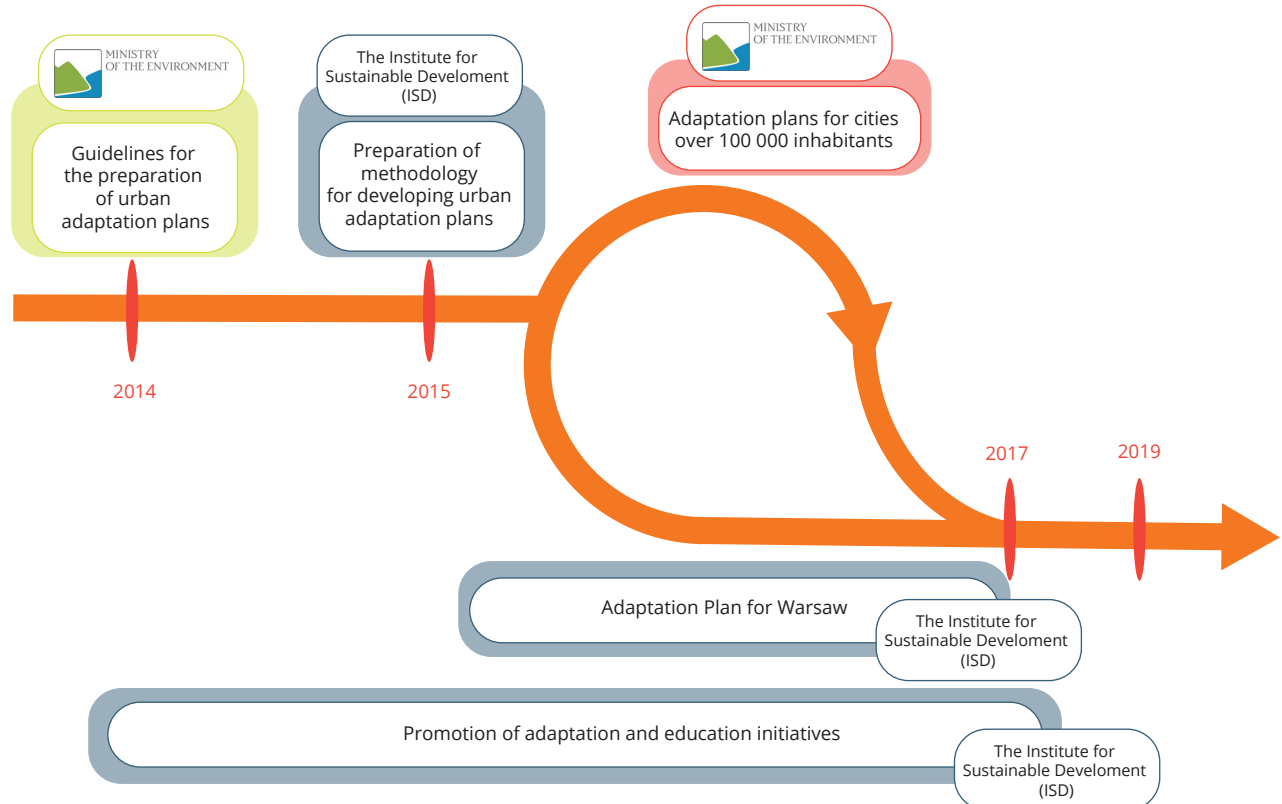 MINISTRY
OF THE ENVIRONMENT
Guidelines for
the preparation
of urban
adaptation plans
The Institute for
Sustainable Develoment
(ISD)
Preparation of
methodology
for developing urban
adaptation plans
MINISTRY
OF THE ENVIRONMENT
Adaptation plans for cities
over 100 000 inhabitants
2014
2015
2017
2019
Adaptation Plan for Warsaw
The Institute for
Sustainable Develoment
(ISD)
Promotion of adaptation and education initiatives
The Institute for
Sustainable Develoment
(ISD)